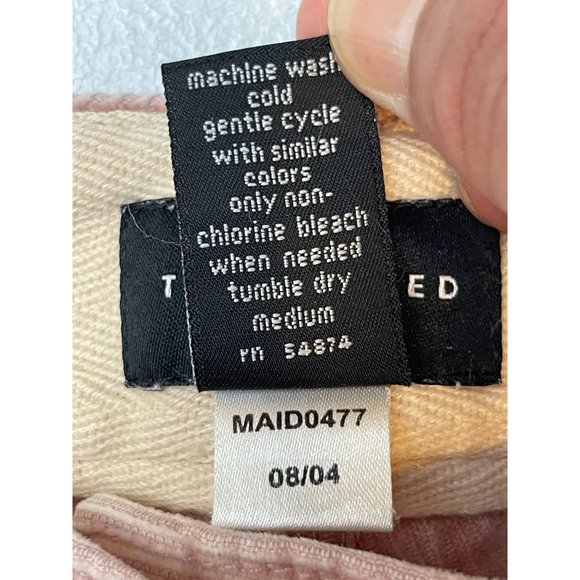 machine wash
cold
gentle cycle
with similar
colors
only non-
chlorine bleach
when needed
tumble dry
medium
rn 54874
T ED
MAID0477
08/04